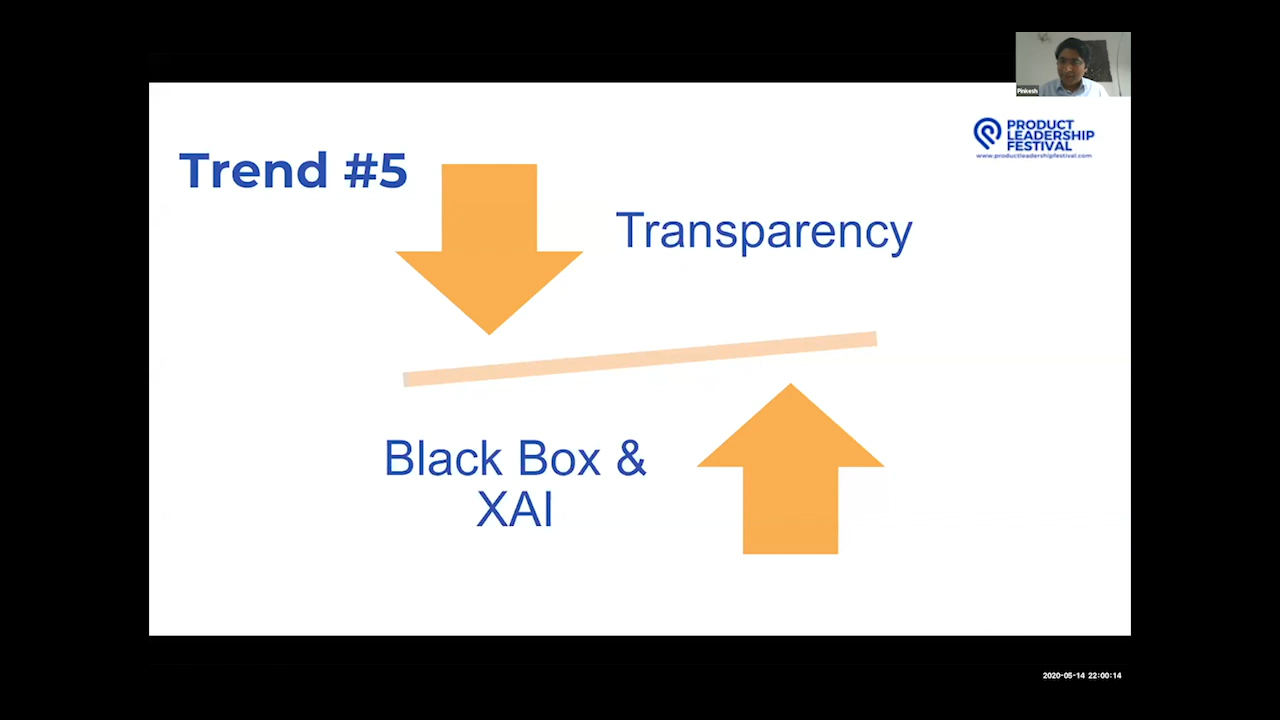 Pinkesh
PRODUCT
LEADERSHIP
FESTIVAL
www.productleadershipfestival.com
Trend #5
Transparency
Black Box &
XAI
2020-05-14 22:00:14